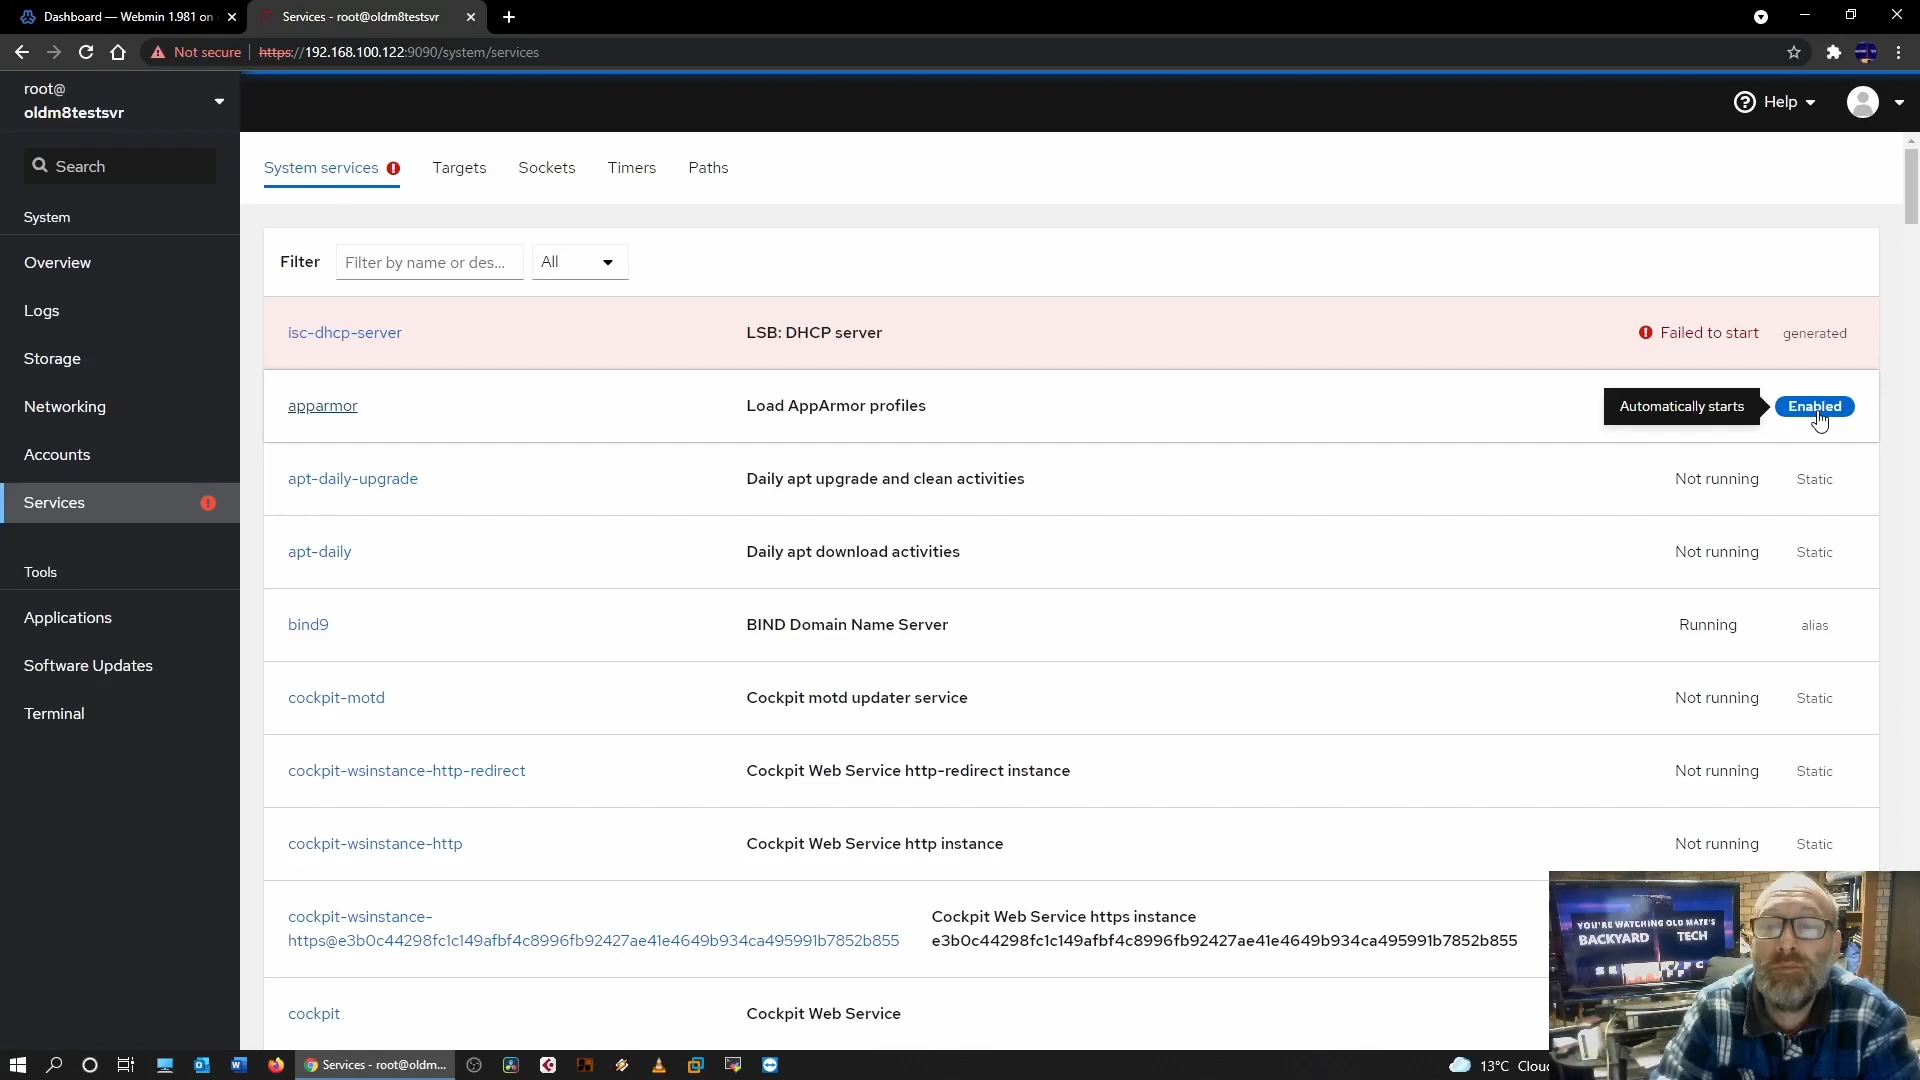 Dashboard — Webmin 1.981 on
Services - root@oldm8testsvr
Not secure
https://192.168.100.122:9090/system/services
root@
oldm8testsvr
Help
Search
System services
Targets
Sockets
Timers
Paths
System
Overview
Logs
Storage
Networking
Accounts
Services
Tools
Applications
Software Updates
Terminal
Filter
Filter by name or des...
All
isc-dhcp-server
LSB: DHCP server
Failed to start
generated
apparmor
Load AppArmor profiles
Automatically starts
Enabled
apt-daily-upgrade
Daily apt upgrade and clean activities
Not running
Static
apt-daily
Daily apt download activities
Not running
Static
bind9
BIND Domain Name Server
Running
alias
cockpit-motd
Cockpit motd updater service
Not running
Static
cockpit-wsinstance-http-redirect
Cockpit Web Service http-redirect instance
Not running
Static
cockpit-wsinstance-http
Cockpit Web Service http instance
Not running
Static
cockpit-wsinstance-
https@e3b0c44298fc1c149afbf4c8996fb92427ae41e4649b934ca495991b7852b855
Cockpit Web Service https instance
e3b0c44298fc1c149afbf4c8996fb92427ae41e4649b934ca495991b7852b855
cockpit
Cockpit Web Service
YOU'RE WATCHING OLD MATE'S
BACKYARD TECH
Services - root@oldm...
13°C Clou